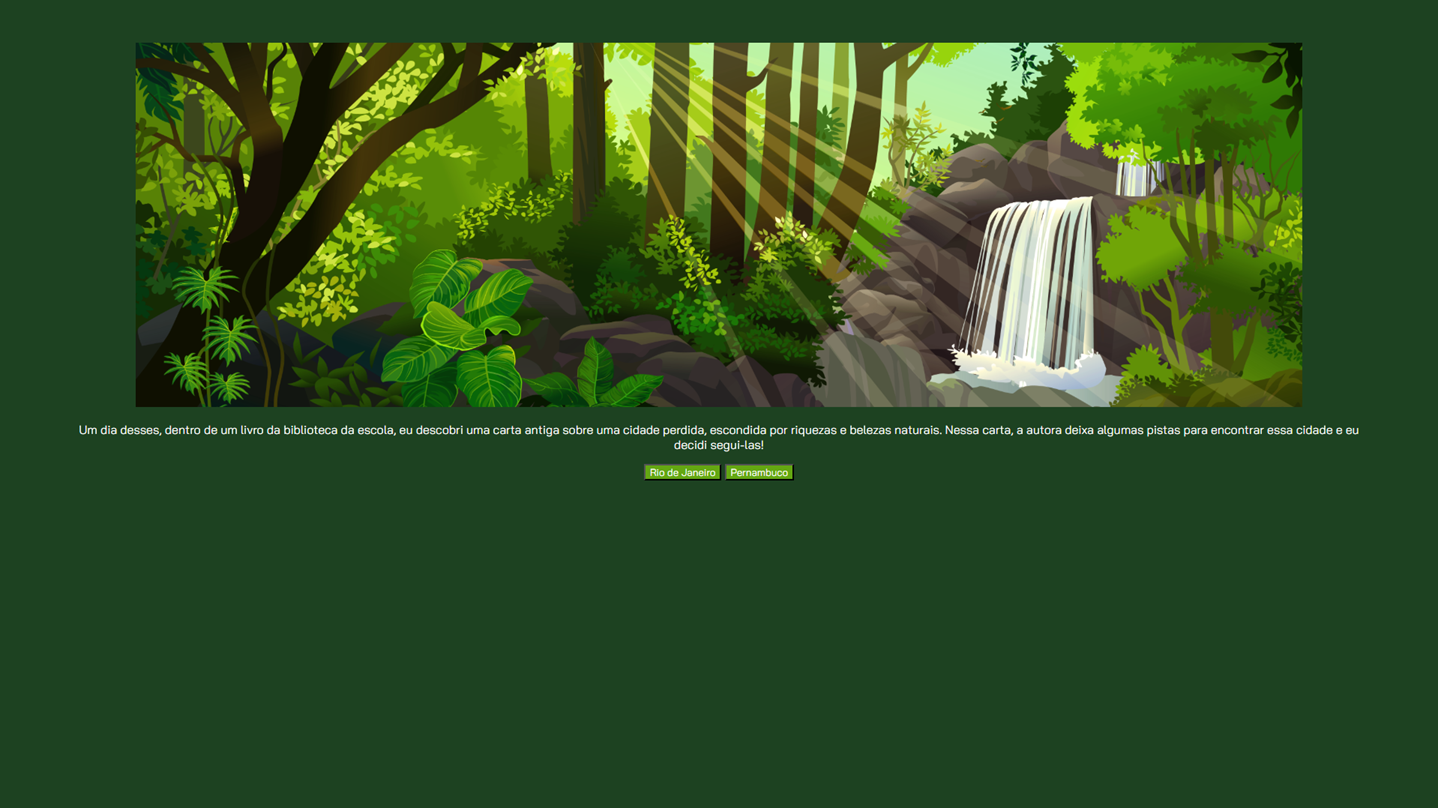 Um dia desses, dentro de um livro da biblioteca da escola, eu descobri uma carta antiga sobre uma cidade perdida, escondida por riquezas e belezas naturais. Nessa carta, a autora deixa algumas pistas para encontrar essa cidade e eu
decidi segui-las!
Rio de Janeiro Pernambuco